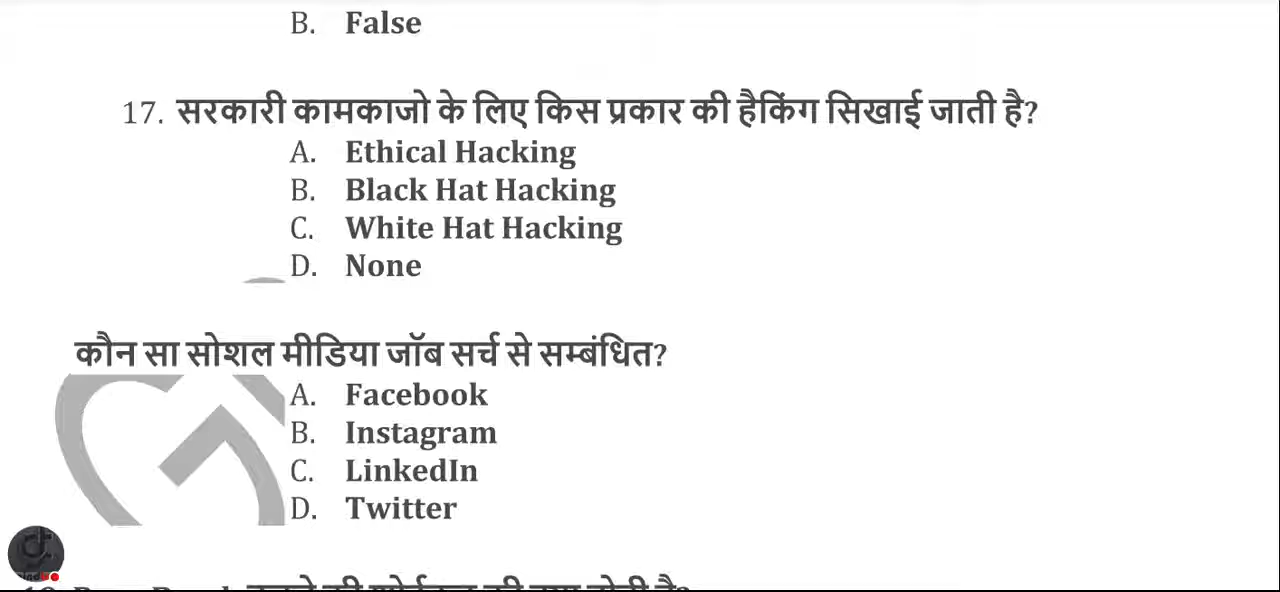 B. False
17. सरकारी कामकाजो के लिए किस प्रकार की हैकिंग सिखाई जाती है?
A. Ethical Hacking
B. Black Hat Hacking
C. White Hat Hacking
D. None
कौन सा सोशल मीडिया जॉब सर्च से सम्बंधित?
A. Facebook
B. Instagram
C. LinkedIn
D. Twitter